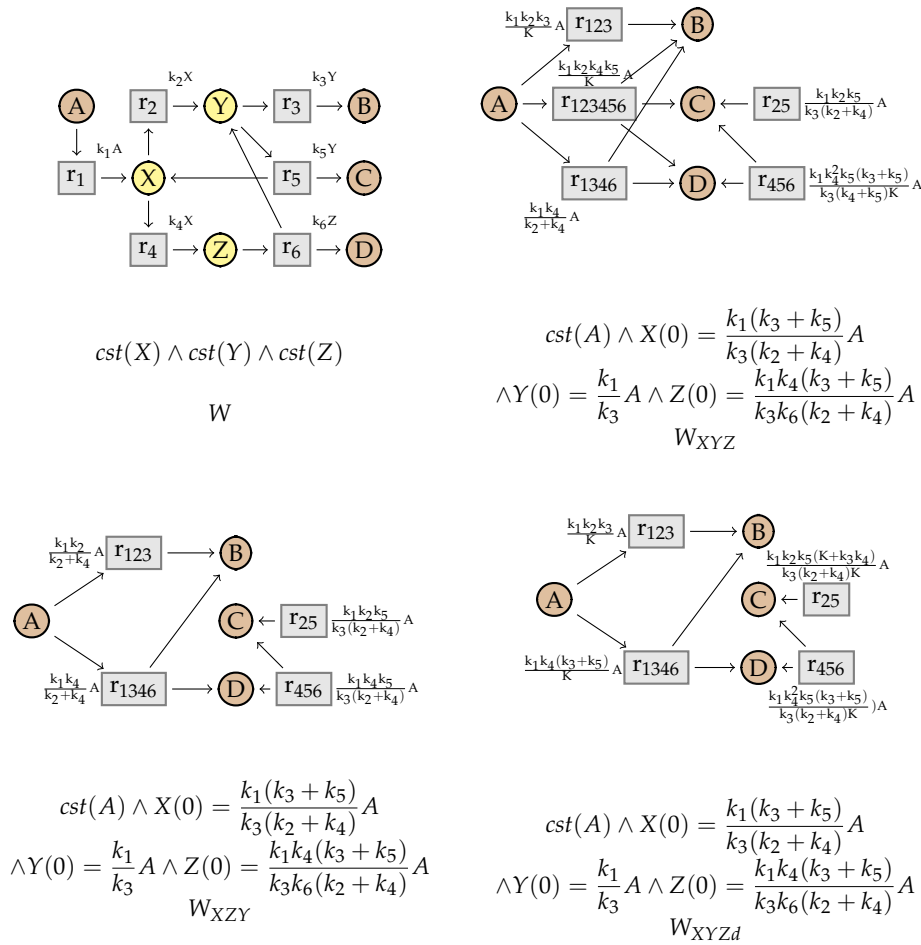 A
r₁
k₁A
X
r₂
k₂X
Y
r₃
k₃Y
B
r₅
k₅Y
C
r₄
k₄X
Z
r₆
k₆Z
D
cst(X) ∧ cst(Y) ∧ cst(Z)
W
k₁k₂k₃/K A
r₁₂₃
B
k₁k₂k₄k₅/K A
A
r₁₂₃₄₅₆
C
r₂₅
k₁k₂k₅/k₃(k₂+k₄) A
r₁₃₄₆
D
r₄₅₆
k₁k₄²k₅(k₃+k₅)/k₃(k₄+k₅)K A
k₁k₄/k₂+k₄ A
cst(A) ∧ X(0) = k₁(k₃ + k₅)/k₃(k₂ + k₄) A
∧Y(0) = k₁/k₃ A ∧ Z(0) = k₁k₄(k₃ + k₅)/k₃k₆(k₂ + k₄) A
W_XYZ
k₁k₂/k₂+k₄ A
r₁₂₃
B
A
C
r₂₅
k₁k₂k₅/k₃(k₂+k₄) A
k₁k₄/k₂+k₄ A
r₁₃₄₆
D
r₄₅₆
k₁k₄k₅/k₃(k₂+k₄) A
cst(A) ∧ X(0) = k₁(k₃ + k₅)/k₃(k₂ + k₄) A
∧Y(0) = k₁/k₃ A ∧ Z(0) = k₁k₄(k₃ + k₅)/k₃k₆(k₂ + k₄) A
W_XZY
k₁k₂k₃/K A
r₁₂₃
B
k₁k₂k₅(K+k₃k₄)/k₃(k₂+k₄)K A
A
C
r₂₅
k₁k₄(k₃+k₅)/K A
r₁₃₄₆
D
r₄₅₆
k₁k₄²k₅(k₃+k₅)/k₃(k₂+k₄)K )A
cst(A) ∧ X(0) = k₁(k₃ + k₅)/k₃(k₂ + k₄) A
∧Y(0) = k₁/k₃ A ∧ Z(0) = k₁k₄(k₃ + k₅)/k₃k₆(k₂ + k₄) A
W_XYZd